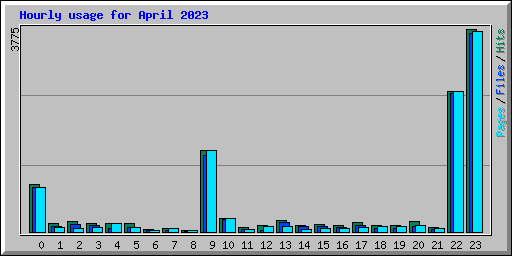 Hourly usage for April 2023
3775
Pages / Files / Hits
0 1 2 3 4 5 6 7 8 9 10 11 12 13 14 15 16 17 18 19 20 21 22 23